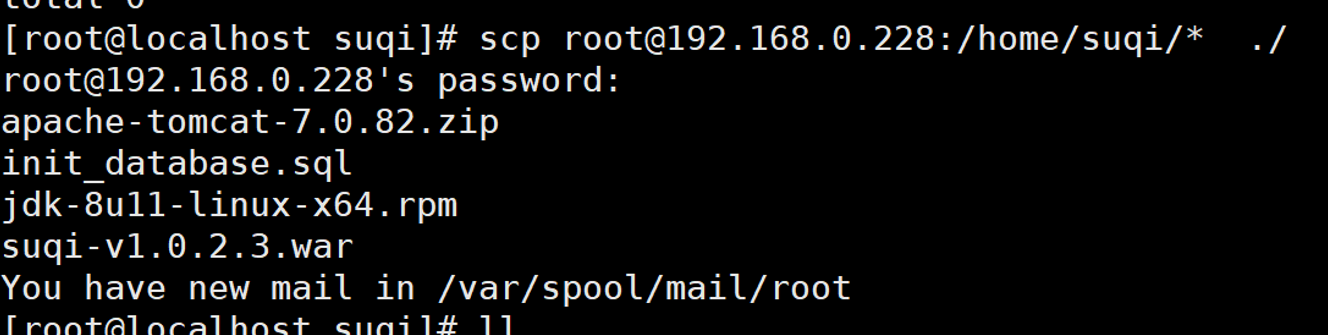 total 0
[root@localhost suqi]# scp root@192.168.0.228:/home/suqi/*  ./
root@192.168.0.228's password:
apache-tomcat-7.0.82.zip
init_database.sql
jdk-8u11-linux-x64.rpm
suqi-v1.0.2.3.war
You have new mail in /var/spool/mail/root
[root@localhost suqi]# ll